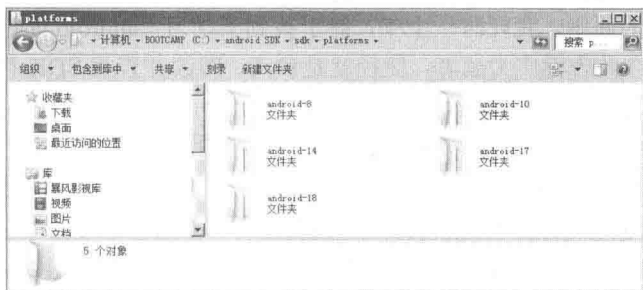 platforms
计算机 BOOTCAMP (C:) android SDK sdk platforms
搜索 p...
组织 包含到库中 共享 刻录 新建文件夹
收藏夹
下载
桌面
最近访问的位置
库
暴风影视库
视频
图片
文档
android-8
文件夹
android-10
文件夹
android-14
文件夹
android-17
文件夹
android-18
文件夹
5 个对象